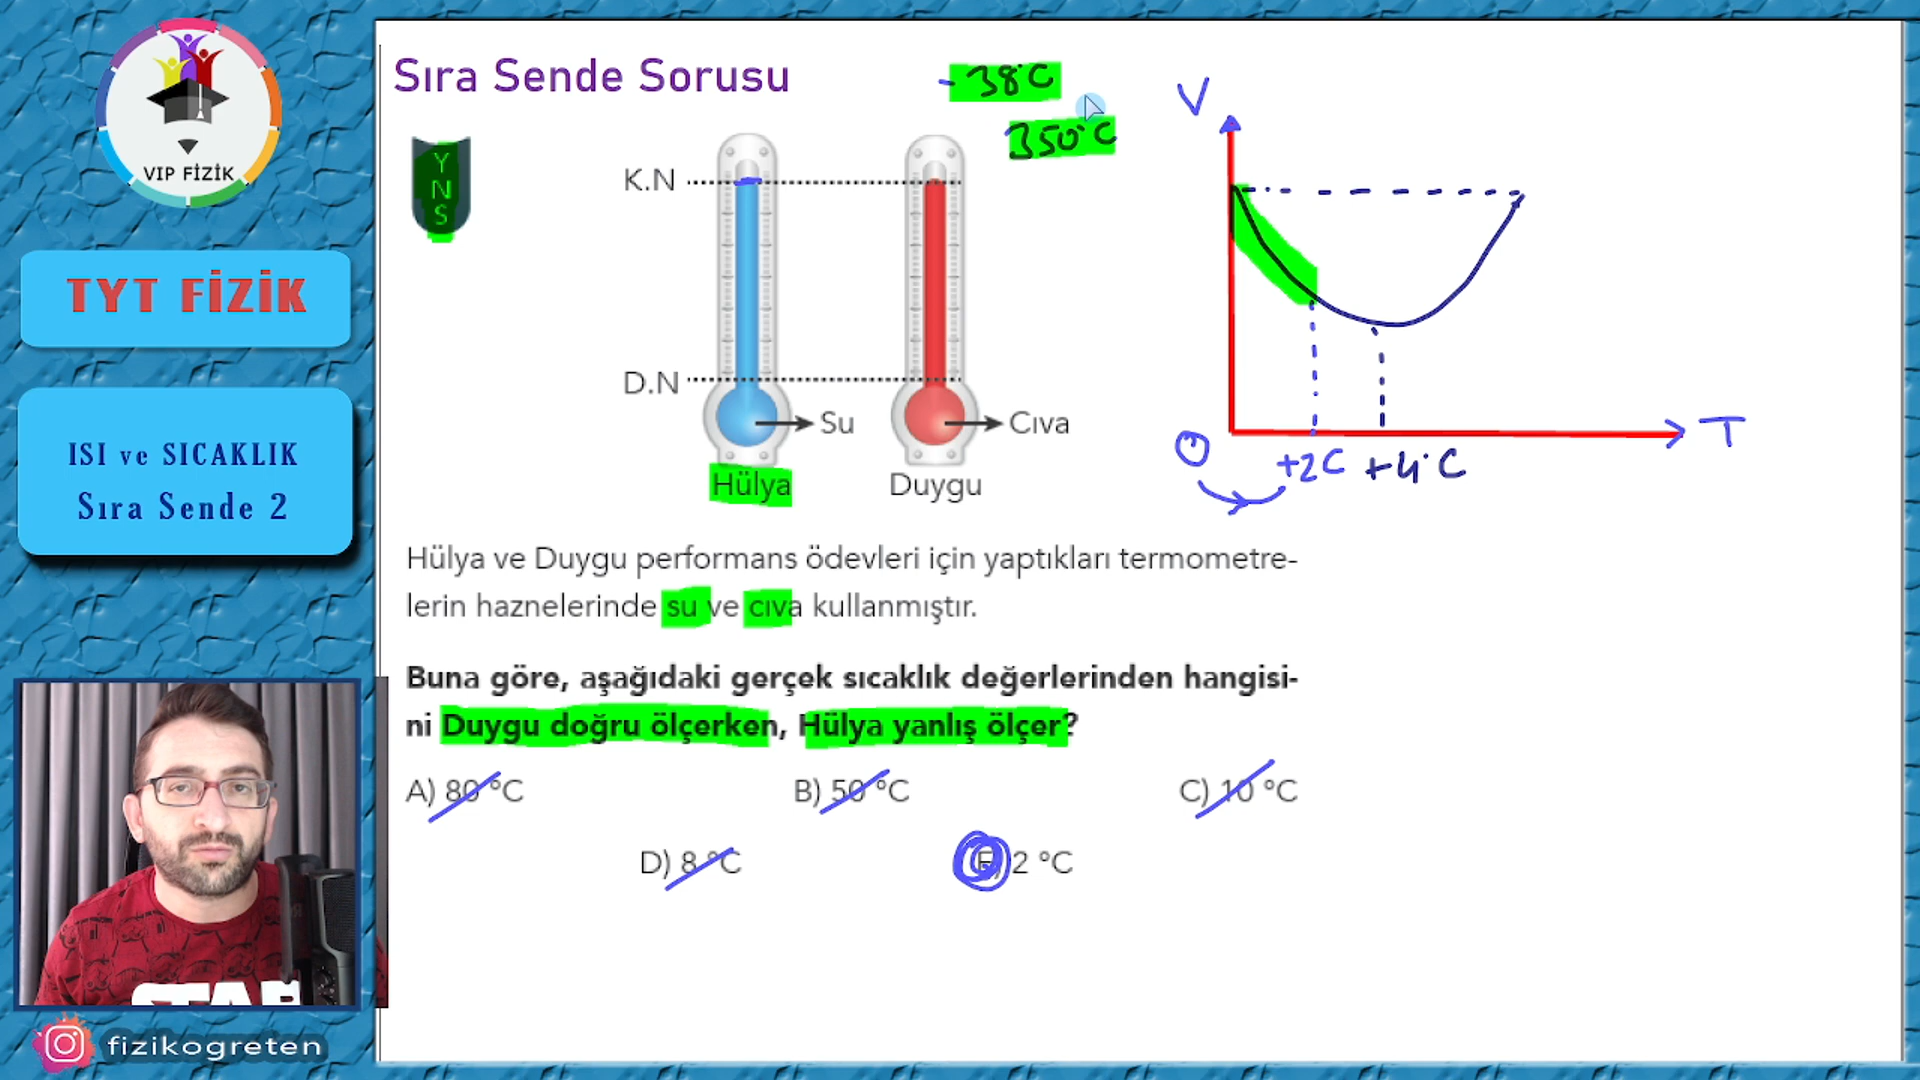 VIP FİZİK
TYT FİZİK
ISI ve SICAKLIK
Sıra Sende 2
fizikogreten
Sıra Sende Sorusu
Y
N
S
- 38°C
350°C
K.N
D.N
Su
Cıva
Hülya
Duygu
V
T
0
+2C
+4°C
Hülya ve Duygu performans ödevleri için yaptıkları termometre-
lerin haznelerinde su ve cıva kullanmıştır.
Buna göre, aşağıdaki gerçek sıcaklık değerlerinden hangisi-
ni Duygu doğru ölçerken, Hülya yanlış ölçer?
A) 80 °C
B) 50 °C
C) 10 °C
D) 8 °C
E) 2 °C